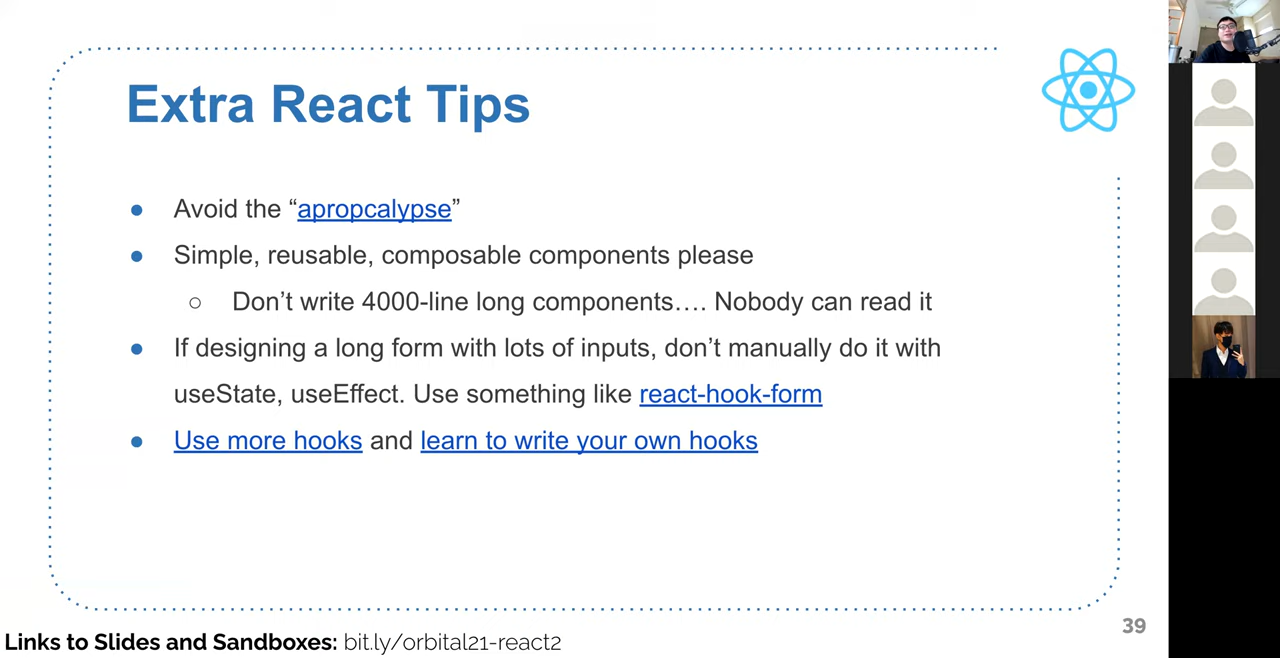 Extra React Tips
● Avoid the “apropcalypse”
● Simple, reusable, composable components please
○ Don’t write 4000-line long components…. Nobody can read it
● If designing a long form with lots of inputs, don’t manually do it with
useState, useEffect. Use something like react-hook-form
● Use more hooks and learn to write your own hooks
39
Links to Slides and Sandboxes: bit.ly/orbital21-react2